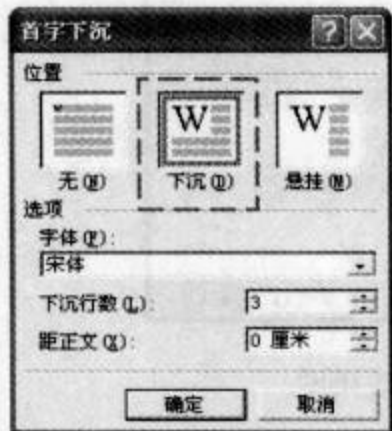 首字下沉
位置
W W
无(N) 下沉(D) 悬挂(M)
选项
字体(F):
宋体
下沉行数(L): 3
距正文(X): 0 厘米
确定 取消